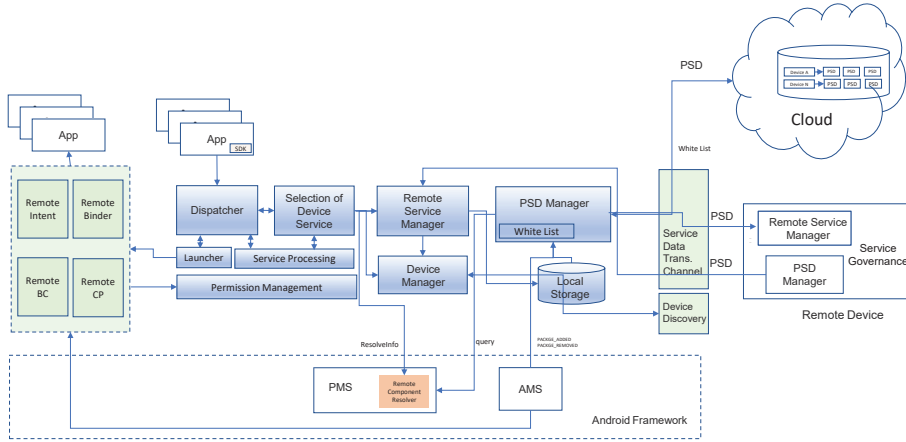 PSD
Device A
PSD
PSD
PSD
Device N
PSD
PSD
PSD
Cloud
White List
App
App
SDK
Remote
Intent
Remote
Binder
Remote
BC
Remote
CP
Dispatcher
Selection of
Device
Service
Launcher
Service Processing
Permission Management
Remote
Service
Manager
Device
Manager
PSD Manager
White List
Local
Storage
Service
Data
Trans.
Channel
Device
Discovery
PSD
PSD
Remote Service
Manager
Service
Governance
PSD
Manager
Remote Device
ResolveInfo
query
PACKGE_ADDED
PACKGE_REMOVED
PMS
Remote
Component
Resolver
AMS
Android Framework